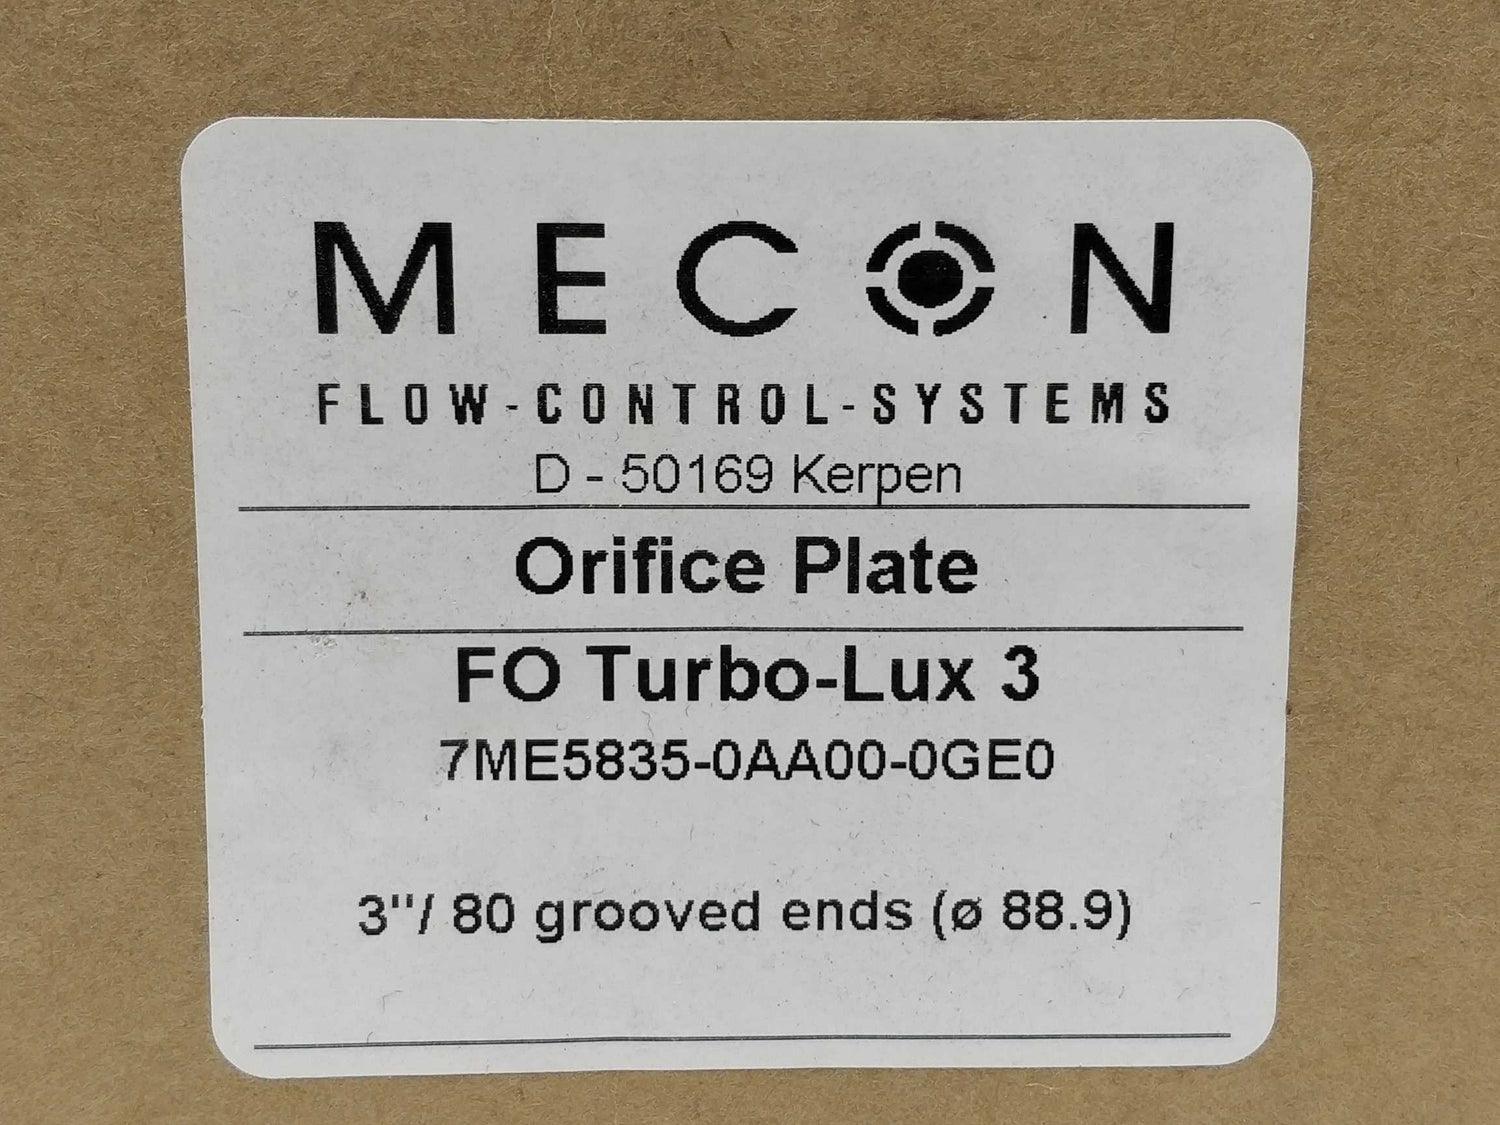 MECON
FLOW-CONTROL-SYSTEMS
D - 50169 Kerpen
Orifice Plate
FO Turbo-Lux 3
7ME5835-0AA00-0GE0
3"/ 80 grooved ends (ø 88.9)